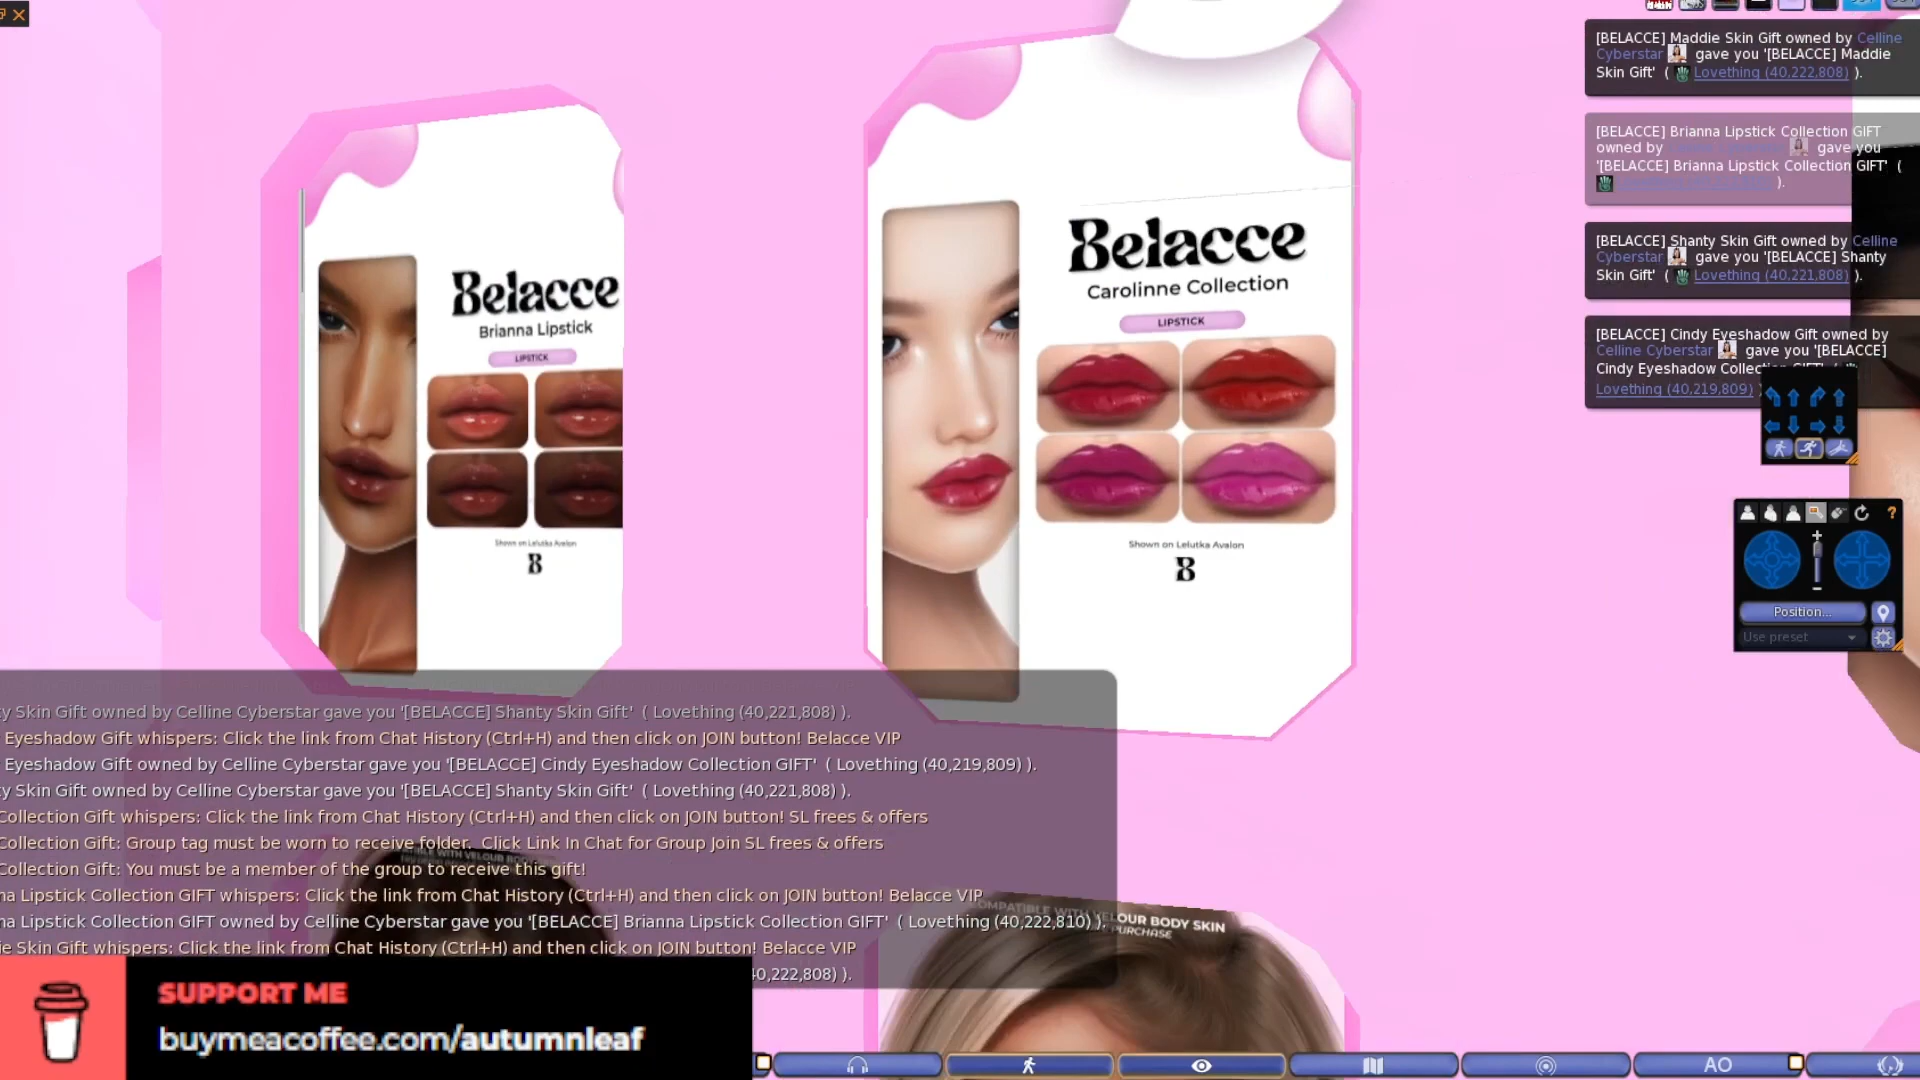 [BELACCE] Maddie Skin Gift owned by Celline
Cyberstar gave you '[BELACCE] Maddie
Skin Gift' ( Lovething (40,222,808) ).
[BELACCE] Brianna Lipstick Collection GIFT
owned by gave you
'[BELACCE] Brianna Lipstick Collection GIFT' (
).
[BELACCE] Shanty Skin Gift owned by Celline
Cyberstar gave you '[BELACCE] Shanty
Skin Gift' ( Lovething (40,221,808) ).
[BELACCE] Cindy Eyeshadow Gift owned by
Celline Cyberstar gave you '[BELACCE]
Cindy Eyeshadow Collection
Lovething (40,219,809)
Belacce
Brianna Lipstick
LIPSTICK
Shown on Lelutka Avalon
B
Belacce
Carolinne Collection
LIPSTICK
Shown on Lelutka Avalon
B
Position...
Use preset
y Skin Gift owned by Celline Cyberstar gave you '[BELACCE] Shanty Skin Gift' ( Lovething (40,221,808) ).
Eyeshadow Gift whispers: Click the link from Chat History (Ctrl+H) and then click on JOIN button! Belacce VIP
Eyeshadow Gift owned by Celline Cyberstar gave you '[BELACCE] Cindy Eyeshadow Collection GIFT' ( Lovething (40,219,809) ).
y Skin Gift owned by Celline Cyberstar gave you '[BELACCE] Shanty Skin Gift' ( Lovething (40,221,808) ).
Collection Gift whispers: Click the link from Chat History (Ctrl+H) and then click on JOIN button! SL frees & offers
Collection Gift: Group tag must be worn to receive folder. Click Link In Chat for Group Join SL frees & offers
Collection Gift: You must be a member of the group to receive this gift!
na Lipstick Collection GIFT whispers: Click the link from Chat History (Ctrl+H) and then click on JOIN button! Belacce VIP
na Lipstick Collection GIFT owned by Celline Cyberstar gave you '[BELACCE] Brianna Lipstick Collection GIFT' ( Lovething (40,222,810) ).
ie Skin Gift whispers: Click the link from Chat History (Ctrl+H) and then click on JOIN button! Belacce VIP
40,222,808) ).
COMPATIBLE WITH VELOUR BODY SKIN
PURCHASE
SUPPORT ME
buymeacoffee.com/autumnleaf
AO